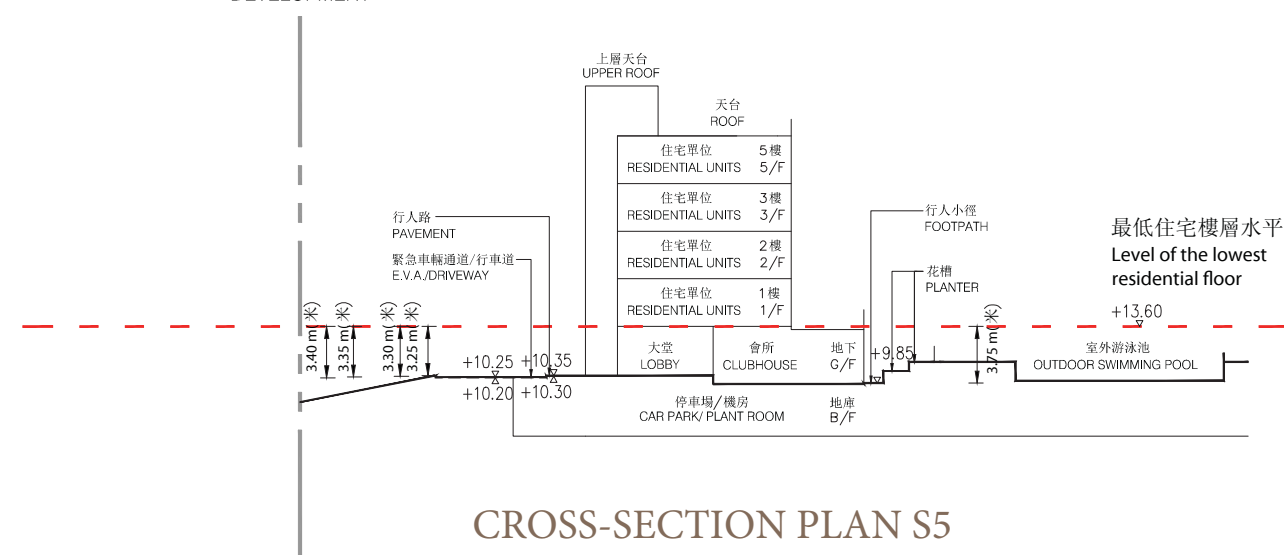 上層天台
UPPER ROOF
天台
ROOF
住宅單位 5樓
RESIDENTIAL UNITS 5/F
住宅單位 3樓
RESIDENTIAL UNITS 3/F
住宅單位 2樓
RESIDENTIAL UNITS 2/F
住宅單位 1樓
RESIDENTIAL UNITS 1/F
行人路
PAVEMENT
緊急車輛通道/行車道
E.V.A./DRIVEWAY
行人小徑
FOOTPATH
花槽
PLANTER
最低住宅樓層水平
Level of the lowest
residential floor
+13.60
3.40 m(米)
3.35 m(米)
3.30 m(米)
3.25 m(米)
3.75 m(米)
+10.25 +10.35
+10.20 +10.30
大堂
LOBBY
會所 地下
CLUBHOUSE G/F
+9.85
室外游泳池
OUTDOOR SWIMMING POOL
停車場/機房 地庫
CAR PARK/ PLANT ROOM B/F
CROSS-SECTION PLAN S5